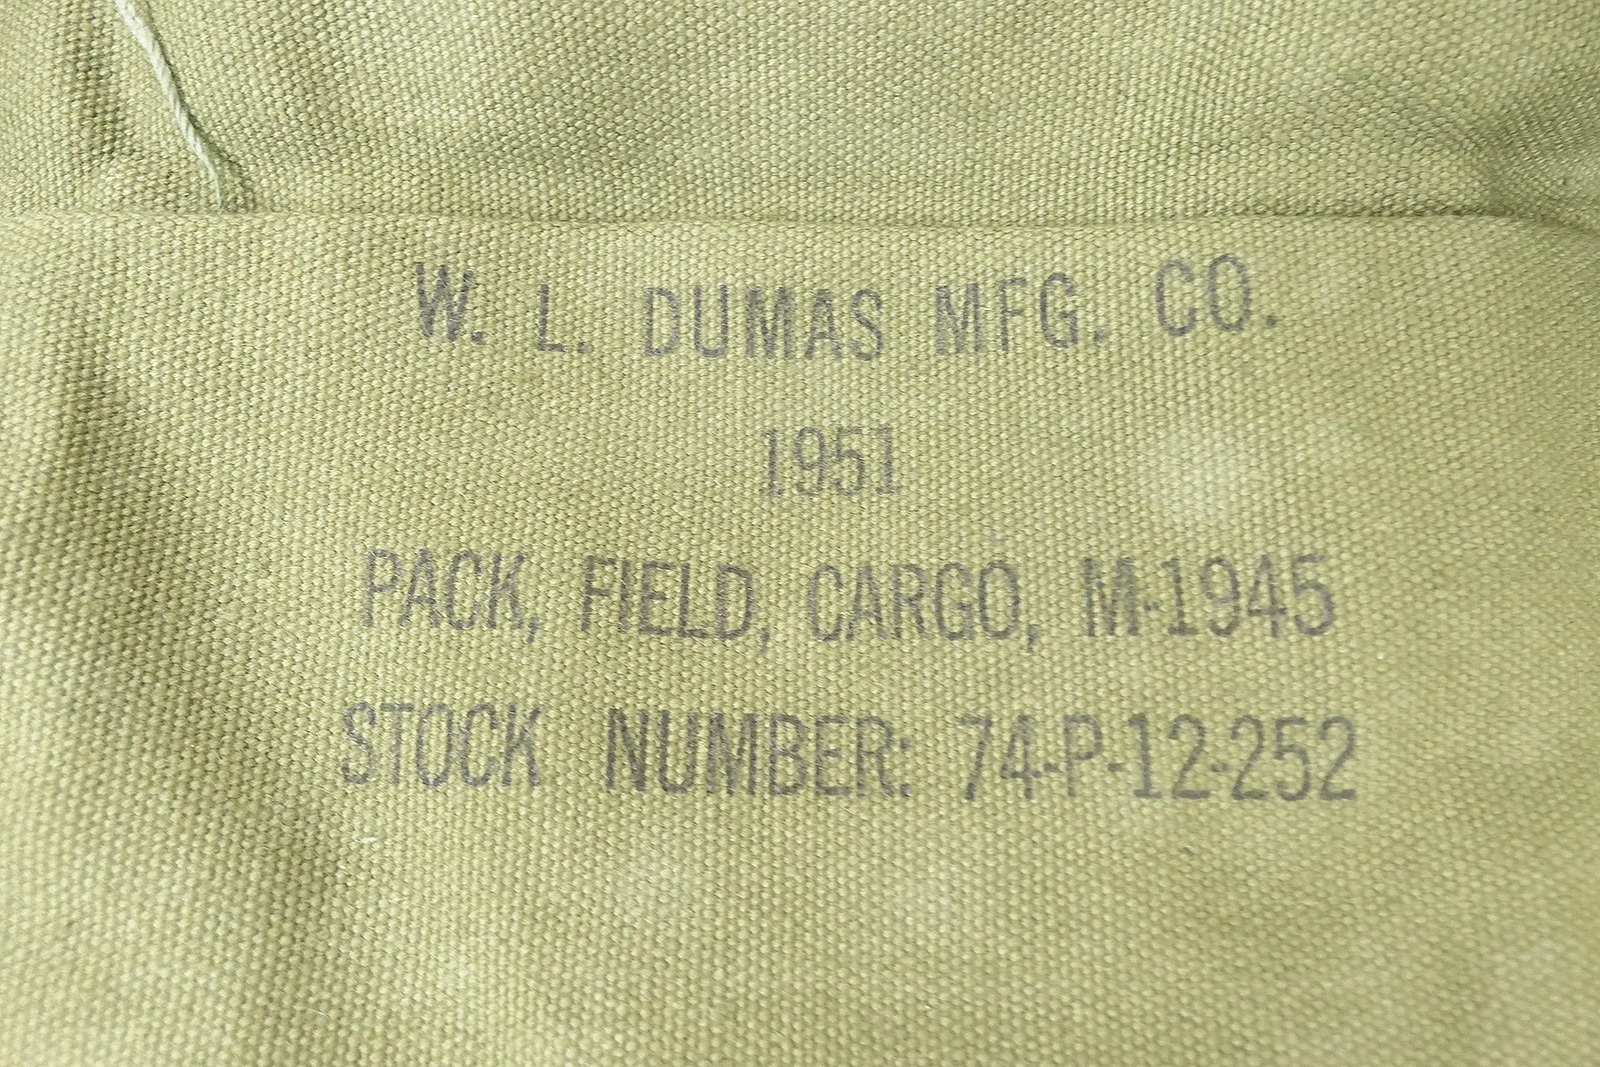 W. L. DUMAS MFG. CO.
1951
PACK, FIELD, CARGO, M-1945
STOCK NUMBER: 74-P-12-252